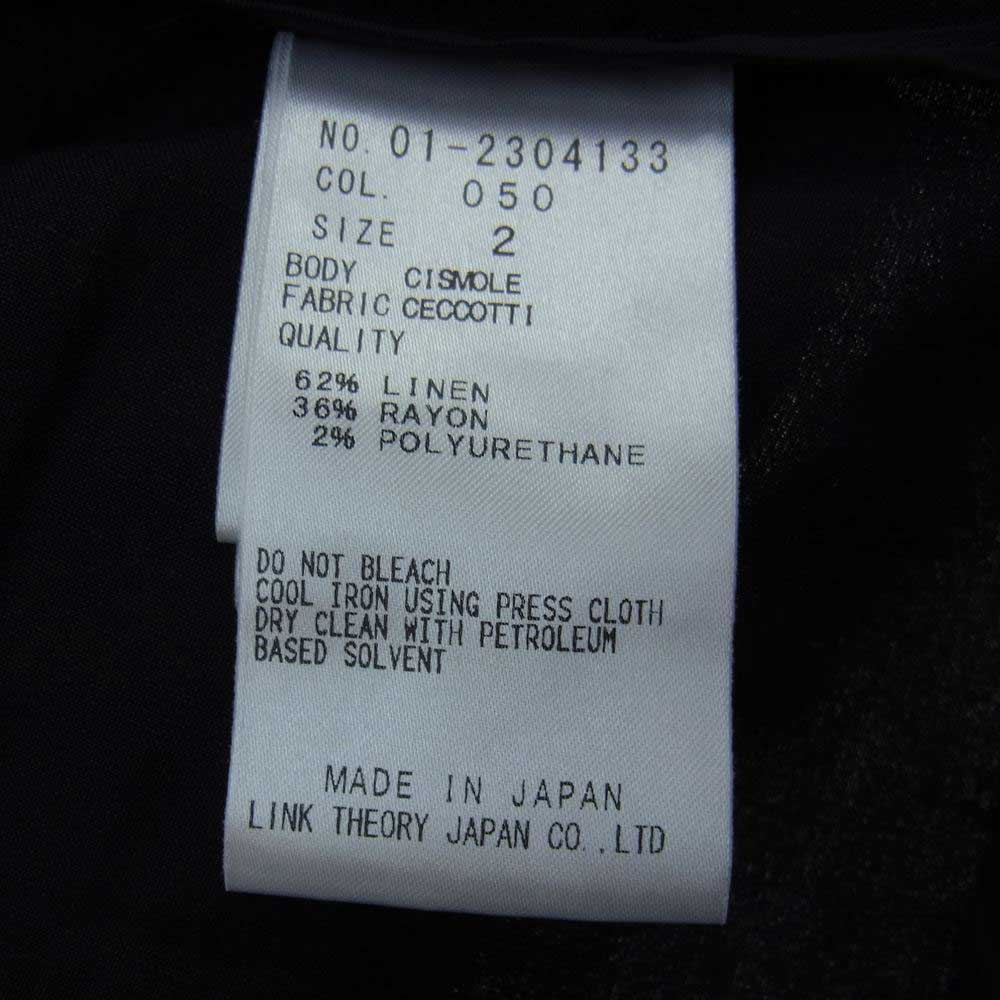 NO. 01-2304133
COL. 050
SIZE 2
BODY CISMOLE
FABRIC CECCOTTI
QUALITY
62% LINEN
36% RAYON
2% POLYURETHANE
DO NOT BLEACH
COOL IRON USING PRESS CLOTH
DRY CLEAN WITH PETROLEUM
BASED SOLVENT
MADE IN JAPAN
LINK THEORY JAPAN CO.,LTD